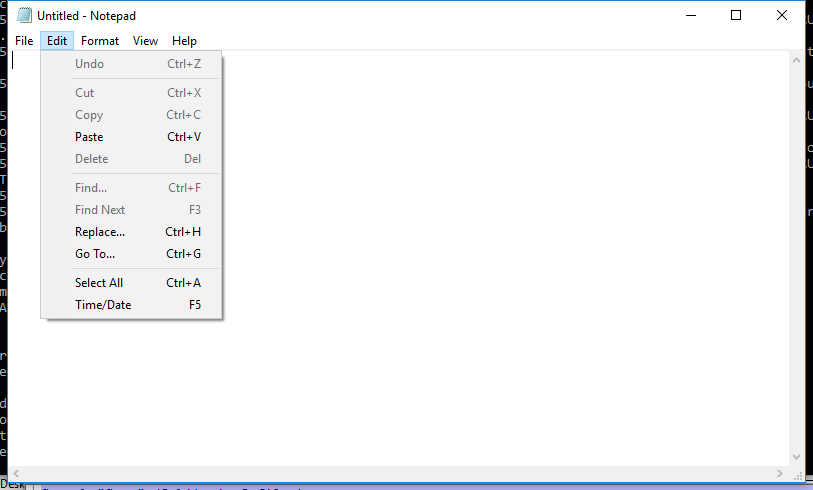 Untitled - Notepad
File Edit Format View Help
Undo Ctrl+Z
Cut Ctrl+X
Copy Ctrl+C
Paste Ctrl+V
Delete Del
Find... Ctrl+F
Find Next F3
Replace... Ctrl+H
Go To... Ctrl+G
Select All Ctrl+A
Time/Date F5
Desk